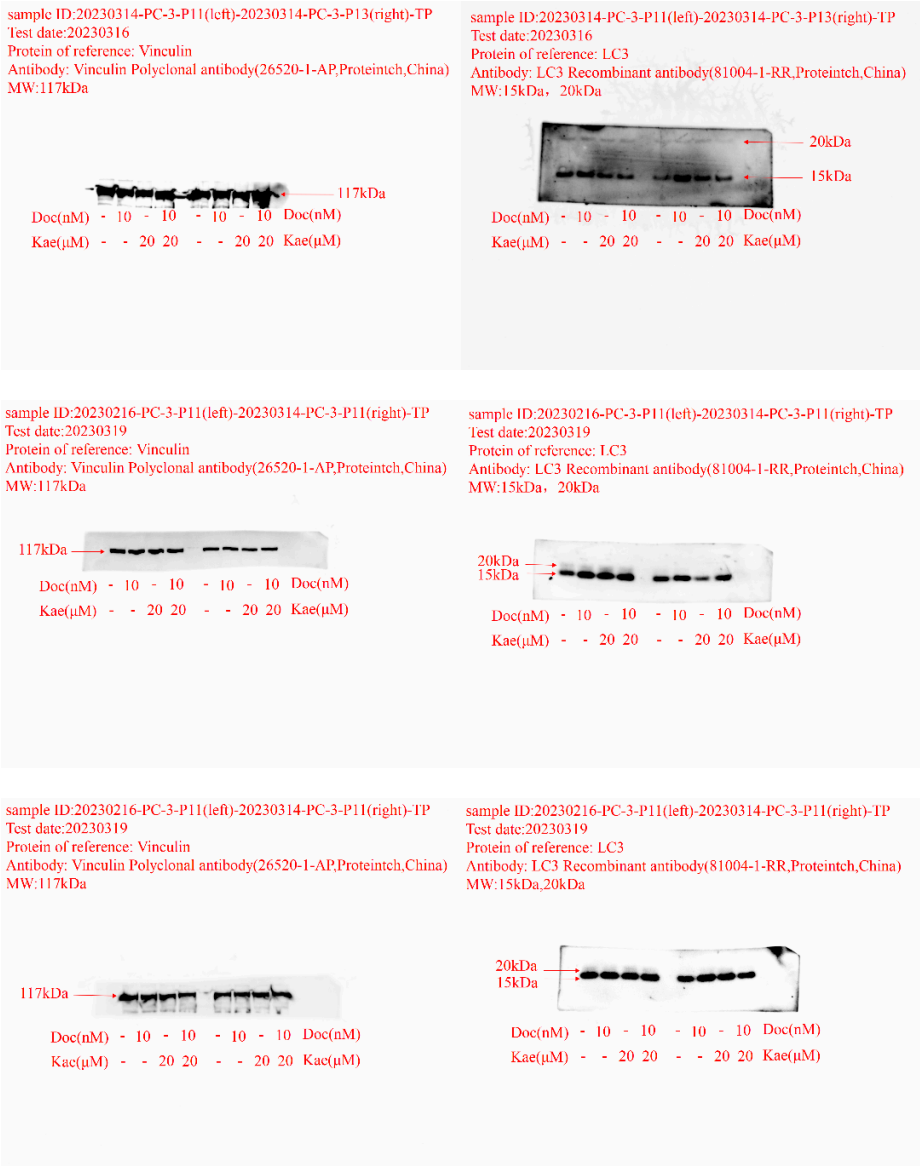 sample ID:20230314-PC-3-P11(left)-20230314-PC-3-P13(right)-TP
Test date:20230316
Protein of reference: Vinculin
Antibody: Vinculin Polyclonal antibody(26520-1-AP,Proteintch,China)
MW:117kDa
117kDa
Doc(nM) - 10 - 10 - 10 - 10 Doc(nM)
Kae(μM) - - 20 20 - - 20 20 Kae(μM)
sample ID:20230314-PC-3-P11(left)-20230314-PC-3-P13(right)-TP
Test date:20230316
Protein of reference: LC3
Antibody: LC3 Recombinant antibody(81004-1-RR,Proteintch,China)
MW:15kDa，20kDa
20kDa
15kDa
Doc(nM) - 10 - 10 - 10 - 10 Doc(nM)
Kae(μM) - - 20 20 - - 20 20 Kae(μM)
sample ID:20230216-PC-3-P11(left)-20230314-PC-3-P11(right)-TP
Test date:20230319
Protein of reference: Vinculin
Antibody: Vinculin Polyclonal antibody(26520-1-AP,Proteintch,China)
MW:117kDa
117kDa
Doc(nM) - 10 - 10 - 10 - 10 Doc(nM)
Kae(μM) - - 20 20 - - 20 20 Kae(μM)
sample ID:20230216-PC-3-P11(left)-20230314-PC-3-P11(right)-TP
Test date:20230319
Protein of reference: LC3
Antibody: LC3 Recombinant antibody(81004-1-RR,Proteintch,China)
MW:15kDa，20kDa
20kDa
15kDa
Doc(nM) - 10 - 10 - - 10 Doc(nM)
Kae(μM) - - 20 20 - - 20 20 Kae(μM)
sample ID:20230216-PC-3-P11(left)-20230314-PC-3-P11(right)-TP
Test date:20230319
Protein of reference: Vinculin
Antibody: Vinculin Polyclonal antibody(26520-1-AP,Proteintch,China)
MW:117kDa
117kDa
Doc(nM) - 10 - 10 - 10 - 10 Doc(nM)
Kae(μM) - - 20 20 - - 20 20 Kae(μM)
sample ID:20230216-PC-3-P11(left)-20230314-PC-3-P11(right)-TP
Test date:20230319
Protein of reference: LC3
Antibody: LC3 Recombinant antibody(81004-1-RR,Proteintch,China)
MW:15kDa,20kDa
20kDa
15kDa
Doc(nM) - 10 - 10 - 10 - 10 Doc(nM)
Kae(μM) - - 20 20 - - 20 20 Kae(μM)